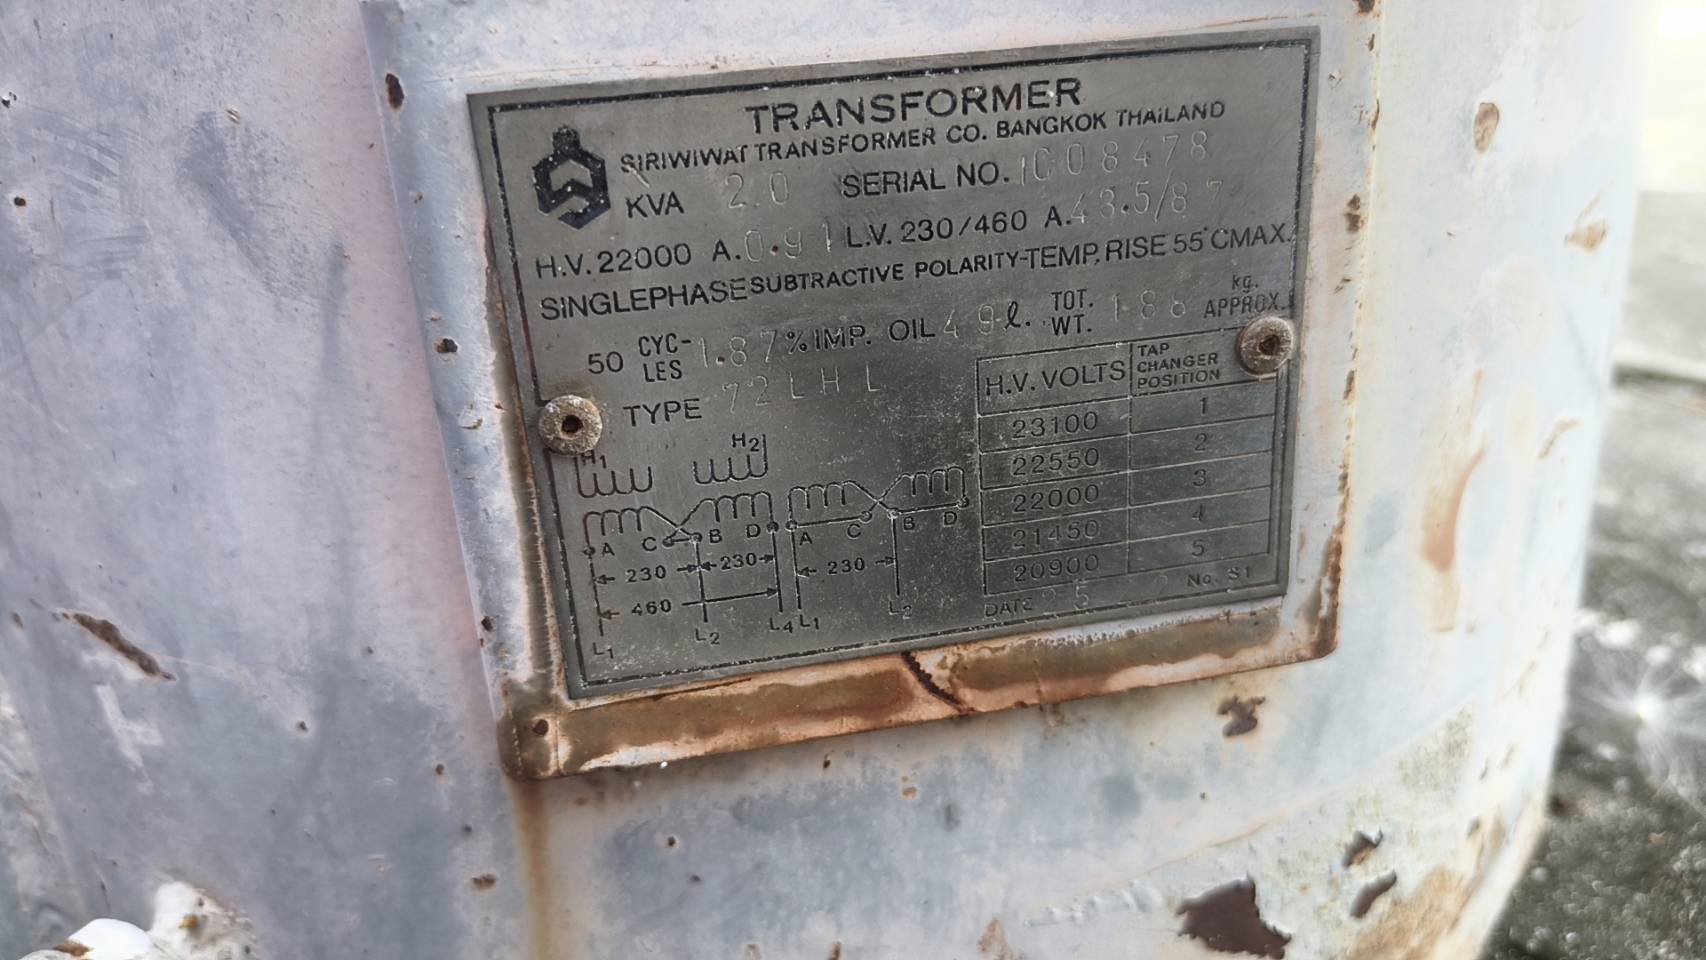 TRANSFORMER
SIRIWIWAT TRANSFORMER CO. BANGKOK THAILAND
KVA 20 SERIAL NO. 1C08478
H.V. 22000 A. 0.91 L.V. 230/460 A. 43.5/87
SINGLEPHASE SUBTRACTIVE POLARITY-TEMP. RISE 55°C MAX.
50 CYC-LES 1.87 % IMP. OIL 49 ℓ. TOT. WT. 188 kg. APPROX.
TYPE 72LHL
H.V. VOLTS TAP CHANGER POSITION
23100 1
22550 2
22000 3
21450 4
20900 5
H1 H2
A C B D A C B D
230 230 230
460
L1 L2 L4 L1 L2
DATE
No. S1